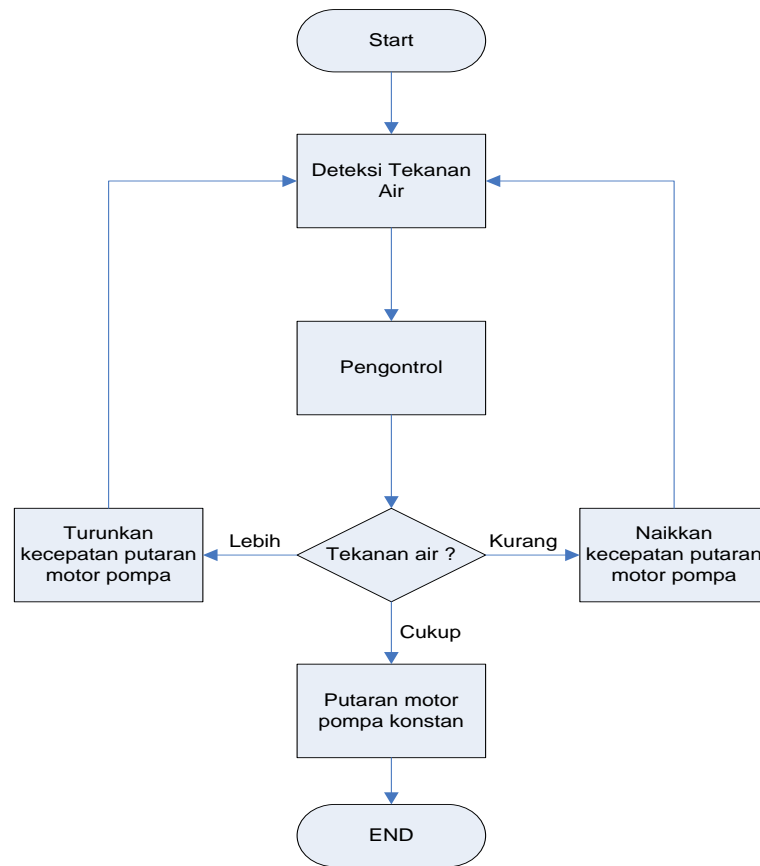 Start
Deteksi Tekanan
Air
Pengontrol
Turunkan
kecepatan putaran
motor pompa
Lebih
Tekanan air ?
Kurang
Naikkan
kecepatan putaran
motor pompa
Cukup
Putaran motor
pompa konstan
END